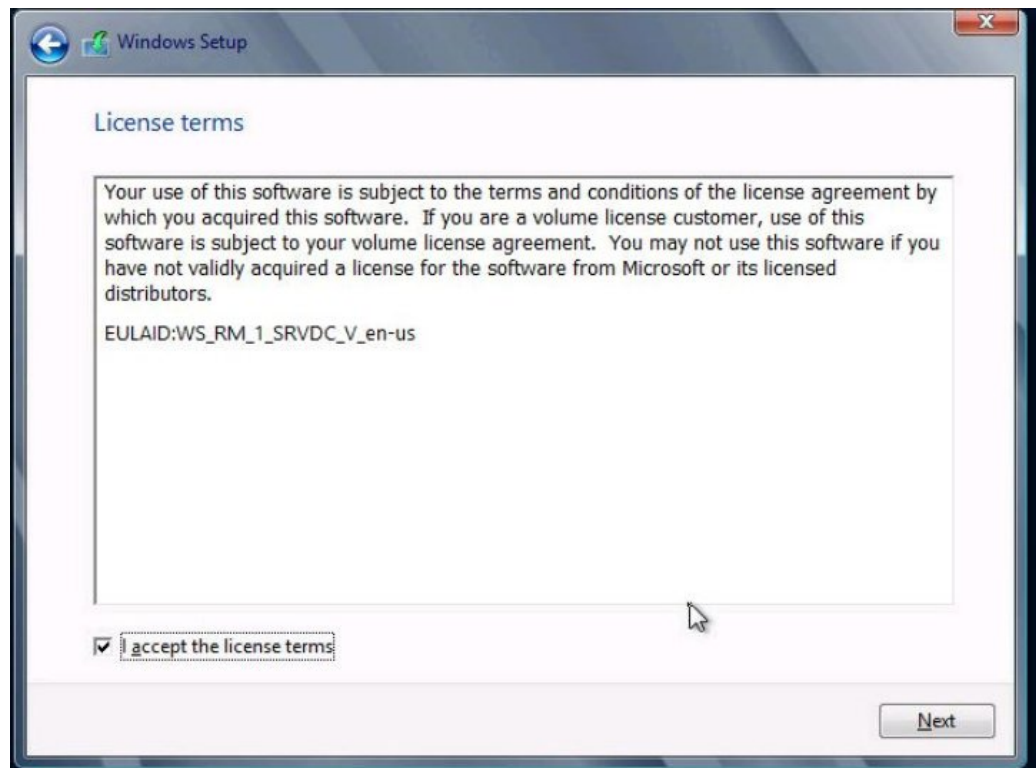 Windows Setup
License terms
Your use of this software is subject to the terms and conditions of the license agreement by
which you acquired this software.  If you are a volume license customer, use of this
software is subject to your volume license agreement.  You may not use this software if you
have not validly acquired a license for the software from Microsoft or its licensed
distributors.
EULAID:WS_RM_1_SRVDC_V_en-us
I accept the license terms
Next